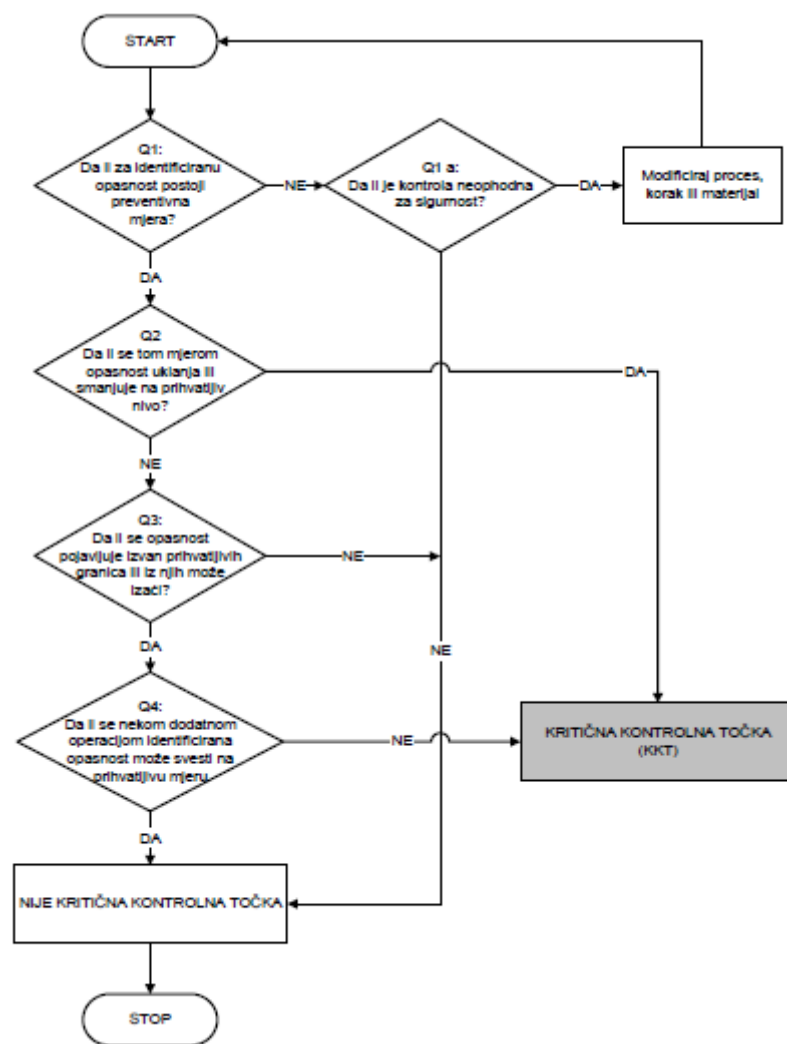 START
Q1:
Da li za identificiranu
opasnost postoji
preventivna
mjera?
NE
Q1 a:
Da li je kontrola neophodna
za sigurnost?
DA
Modificiraj proces,
korak ili materijal
DA
Q2
Da li se tom mjerom
opasnost uklanja ili
smanjuje na prihvatljiv
nivo?
DA
NE
Q3:
Da li se opasnost
pojavljuje izvan prihvatljivih
granica ili iz njih može
izaći?
NE
DA
NE
Q4:
Da li se nekom dodatnom
operacijom identificirana
opasnost može svesti na
prihvatljivu mjeru
NE
KRITIČNA KONTROLNA TOČKA
(KKT)
DA
NIJE KRITIČNA KONTROLNA TOČKA
STOP